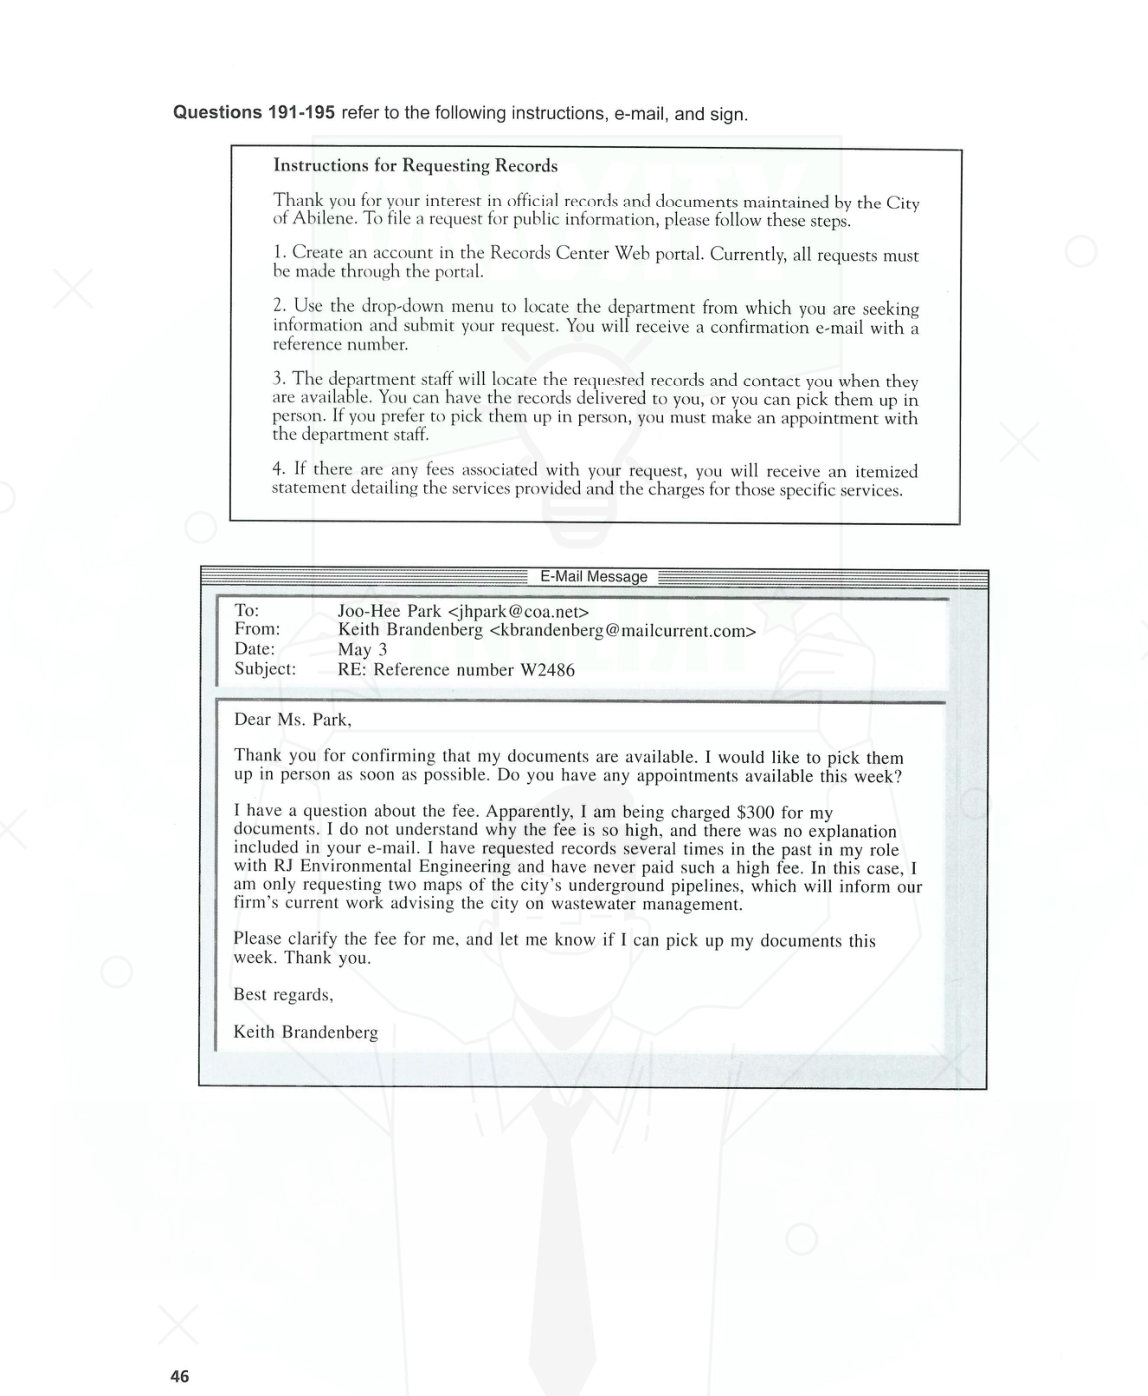 Questions 191-195 refer to the following instructions, e-mail, and sign.
Instructions for Requesting Records
Thank you for your interest in official records and documents maintained by the City
of Abilene. To file a request for public information, please follow these steps.
1. Create an account in the Records Center Web portal. Currently, all requests must
be made through the portal.
2. Use the drop-down menu to locate the department from which you are seeking
information and submit your request. You will receive a confirmation e-mail with a
reference number.
3. The department staff will locate the requested records and contact you when they
are available. You can have the records delivered to you, or you can pick them up in
person. If you prefer to pick them up in person, you must make an appointment with
the department staff.
4. If there are any fees associated with your request, you will receive an itemized
statement detailing the services provided and the charges for those specific services.
E-Mail Message
To: Joo-Hee Park <jhpark@coa.net>
From: Keith Brandenberg <kbrandenberg@mailcurrent.com>
Date: May 3
Subject: RE: Reference number W2486
Dear Ms. Park,
Thank you for confirming that my documents are available. I would like to pick them
up in person as soon as possible. Do you have any appointments available this week?
I have a question about the fee. Apparently, I am being charged $300 for my
documents. I do not understand why the fee is so high, and there was no explanation
included in your e-mail. I have requested records several times in the past in my role
with RJ Environmental Engineering and have never paid such a high fee. In this case, I
am only requesting two maps of the city's underground pipelines, which will inform our
firm's current work advising the city on wastewater management.
Please clarify the fee for me, and let me know if I can pick up my documents this
week. Thank you.
Best regards,
Keith Brandenberg
46